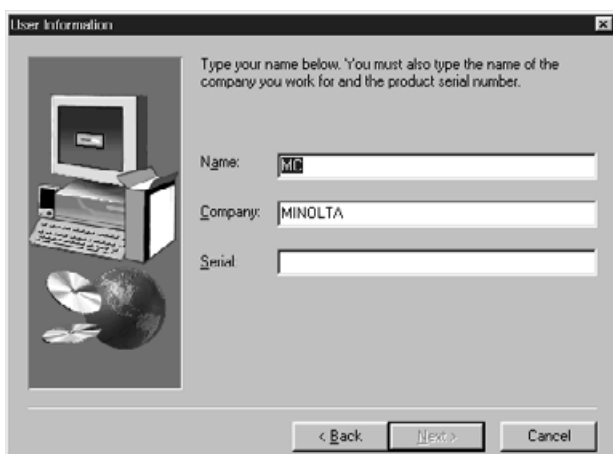 User Information
Type your name below. You must also type the name of the
company you work for and the product serial number.
Name:
MC
Company:
MINOLTA
Serial
< Back
Next >
Cancel